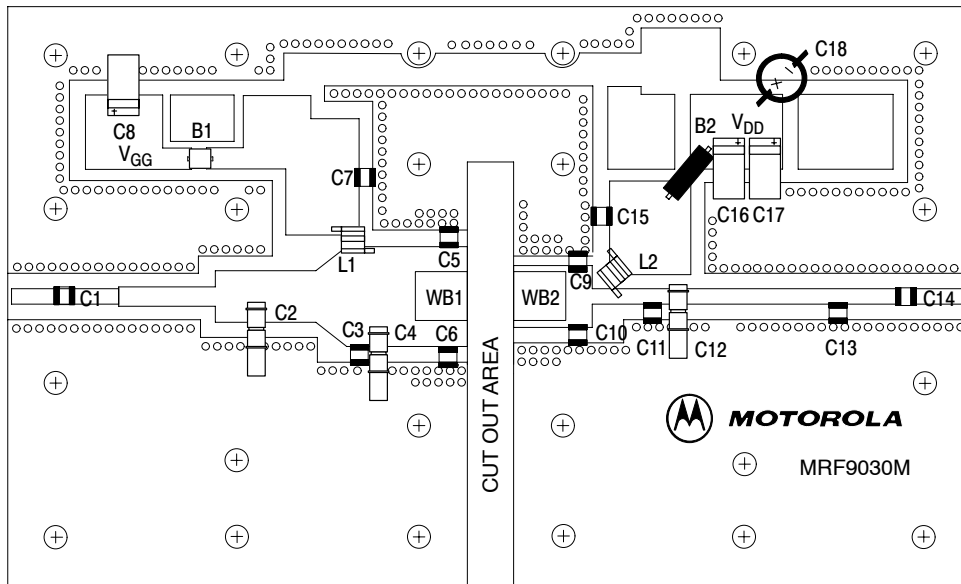 C18
C8
B1
B2
VDD
VGG
C7
C15
C16
C17
L1
C5
C9
L2
C1
WB1
WB2
C14
C2
C3
C4
C6
C10
C11
C12
C13
CUT OUT AREA
MOTOROLA
MRF9030M